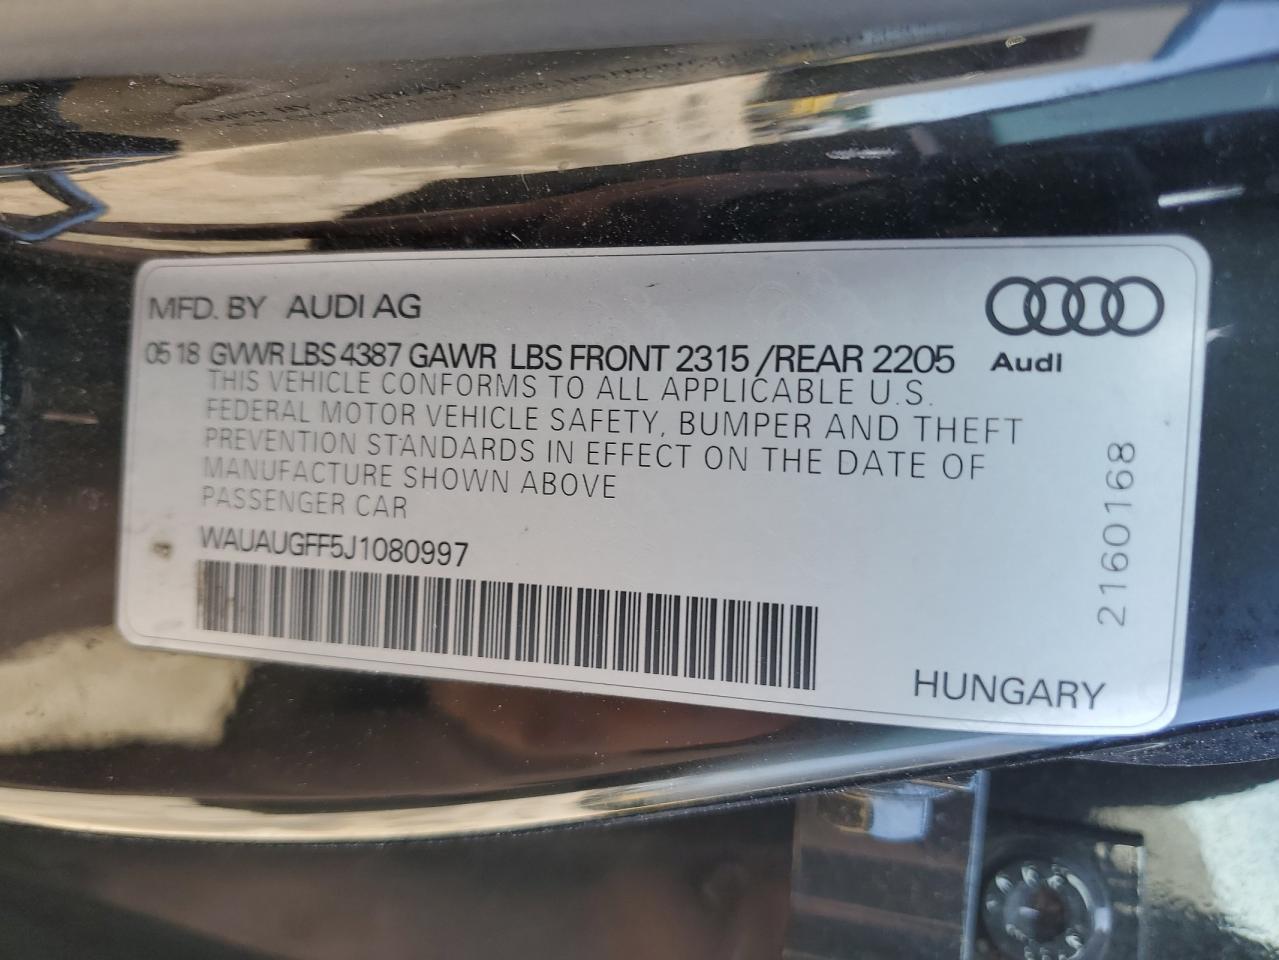 MFD. BY AUDI AG
05 18 GVWR LBS 4387 GAWR LBS FRONT 2315 /REAR 2205
Audi
THIS VEHICLE CONFORMS TO ALL APPLICABLE U.S.
FEDERAL MOTOR VEHICLE SAFETY, BUMPER AND THEFT
PREVENTION STANDARDS IN EFFECT ON THE DATE OF
MANUFACTURE SHOWN ABOVE
PASSENGER CAR
WAUAUGFF5J1080997
2160168
HUNGARY